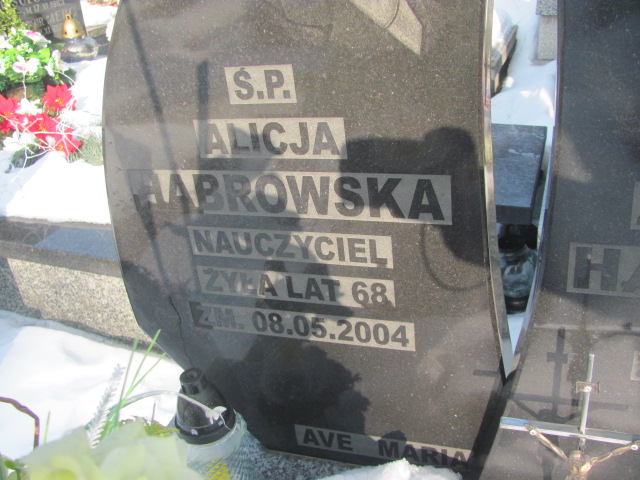 Ś.P.
ALICJA
HABROWSKA
NAUCZYCIEL
ŻYŁA LAT 68
ZM. 08.05.2004
AVE MARIA